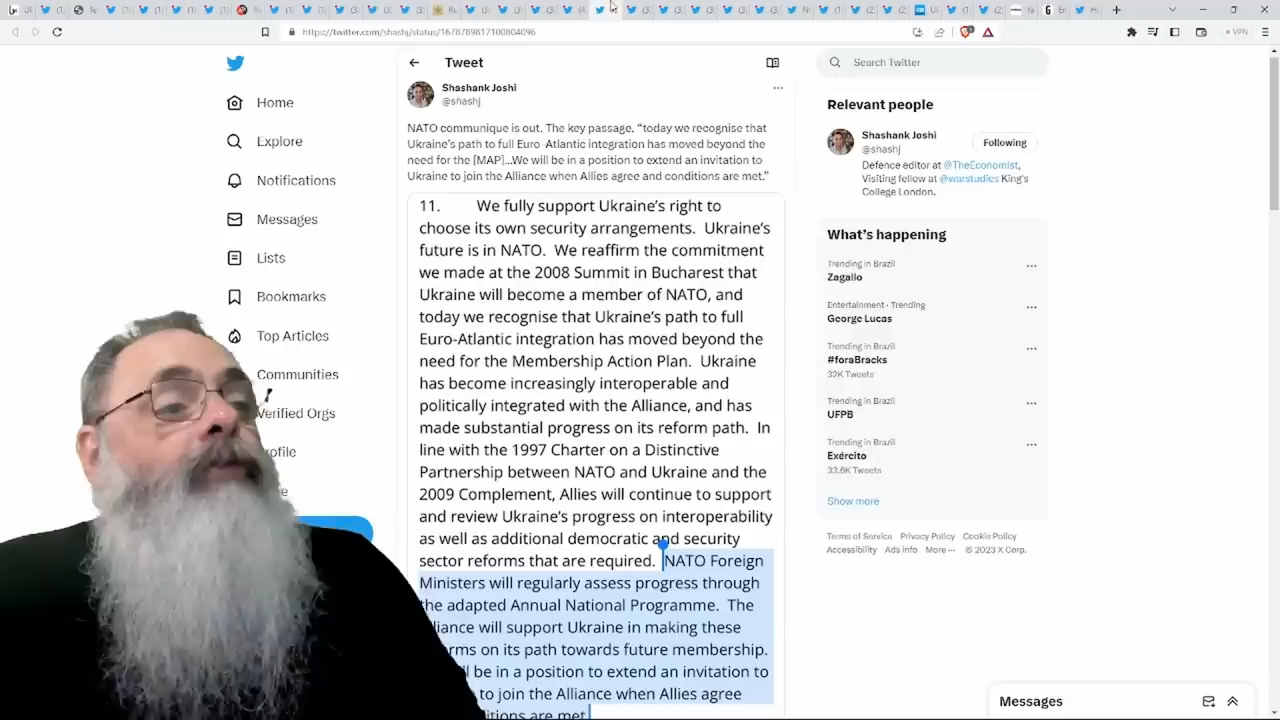 https://twitter.com/shashj/status/1678789817100804096
VPN
Tweet
Home
Explore
Notifications
Messages
Lists
Bookmarks
Top Articles
Communities
Verified Orgs
rofile
Shashank Joshi
@shashj
NATO communique is out. The key passage. “today we recognise that
Ukraine's path to full Euro-Atlantic integration has moved beyond the
need for the [MAP]...We will be in a position to extend an invitation to
Ukraine to join the Alliance when Allies agree and conditions are met.”
11. We fully support Ukraine's right to
choose its own security arrangements. Ukraine's
future is in NATO. We reaffirm the commitment
we made at the 2008 Summit in Bucharest that
Ukraine will become a member of NATO, and
today we recognise that Ukraine's path to full
Euro-Atlantic integration has moved beyond the
need for the Membership Action Plan. Ukraine
has become increasingly interoperable and
politically integrated with the Alliance, and has
made substantial progress on its reform path. In
line with the 1997 Charter on a Distinctive
Partnership between NATO and Ukraine and the
2009 Complement, Allies will continue to support
and review Ukraine's progress on interoperability
as well as additional democratic and security
sector reforms that are required. NATO Foreign
Ministers will regularly assess progress through
the adapted Annual National Programme. The
lliance will support Ukraine in making these
rms on its path towards future membership.
ll be in a position to extend an invitation to
to join the Alliance when Allies agree
itions are met.
Search Twitter
Relevant people
Shashank Joshi
@shashj
Following
Defence editor at @TheEconomist,
Visiting fellow at @warstudies King's
College London.
What's happening
Trending in Brazil
Zagallo
Entertainment · Trending
George Lucas
Trending in Brazil
#foraBracks
32K Tweets
Trending in Brazil
UFPB
Trending in Brazil
Exército
33.6K Tweets
Show more
Terms of Service Privacy Policy Cookie Policy
Accessibility Ads info More ··· © 2023 X Corp.
Messages